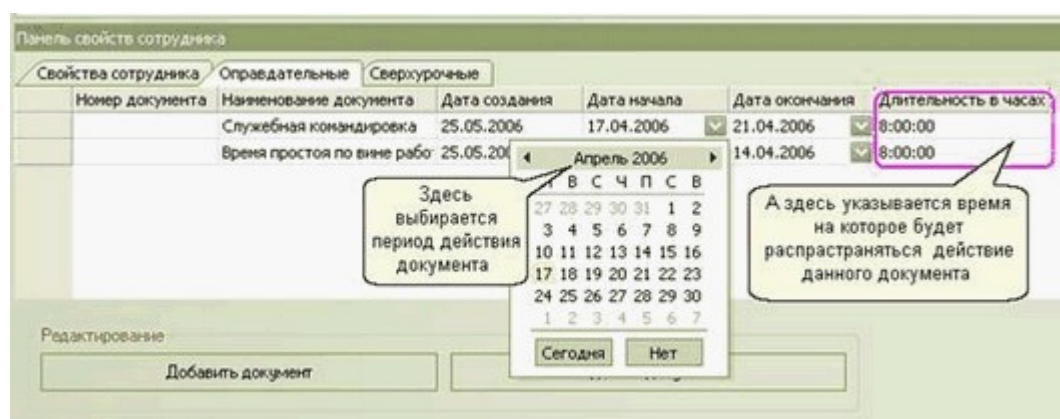 Панель свойств сотрудника
Свойства сотрудника Оправдательные Сверхурочные
Номер документа Наименование документа Дата создания Дата начала Дата окончания Длительность в часах
Служебная командировка 25.05.2006 17.04.2006 21.04.2006 8:00:00
Время простоя по вине рабо 25.05.200 14.04.2006 8:00:00
Апрель 2006
В С Ч П С В
27 28 29 30 31 1 2
3 4 5 6 7 8 9
10 11 12 13 14 15 16
17 18 19 20 21 22 23
24 25 26 27 28 29 30
1 2 3 4 5 6 7
Сегодня Нет
Здесь
выбирается
период действия
документа
А здесь указывается время
на которое будет
распрастраняться действие
данного документа
Редактирование
Добавить документ